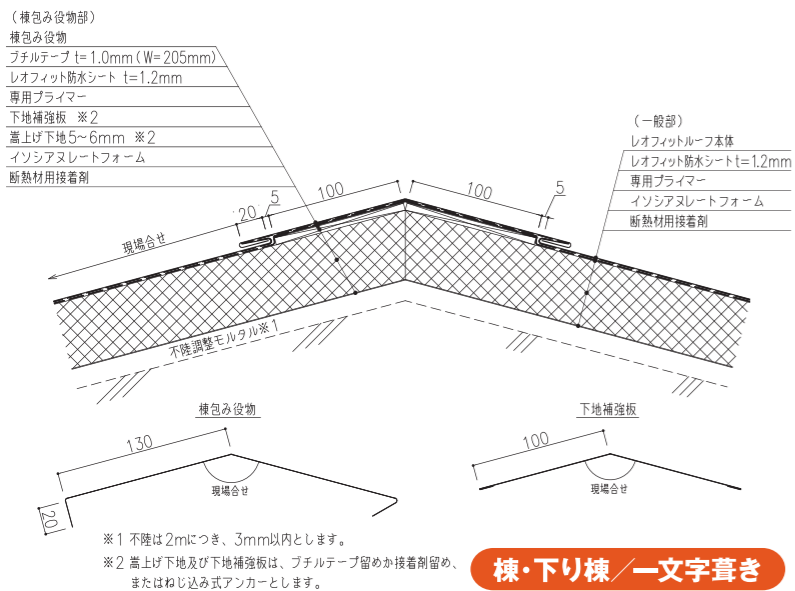 （棟包み役物部）
棟包み役物
ブチルテープ t=1.0mm（W=205mm）
レオフィット防水シート t=1.2mm
専用プライマー
下地補強板 ※2
嵩上げ下地5～6mm ※2
イソシアヌレートフォーム
断熱材用接着剤
（一般部）
レオフィットルーフ本体
レオフィット防水シートt=1.2mm
専用プライマー
イソシアヌレートフォーム
断熱材用接着剤
20
5
100
100
5
現場合せ
不陸調整モルタル※1
棟包み役物
130
20
現場合せ
下地補強板
100
現場合せ
※1 不陸は2mにつき、3mm以内とします。
※2 嵩上げ下地及び下地補強板は、ブチルテープ留めか接着剤留め、
またはねじ込み式アンカーとします。
棟・下り棟／一文字葺き